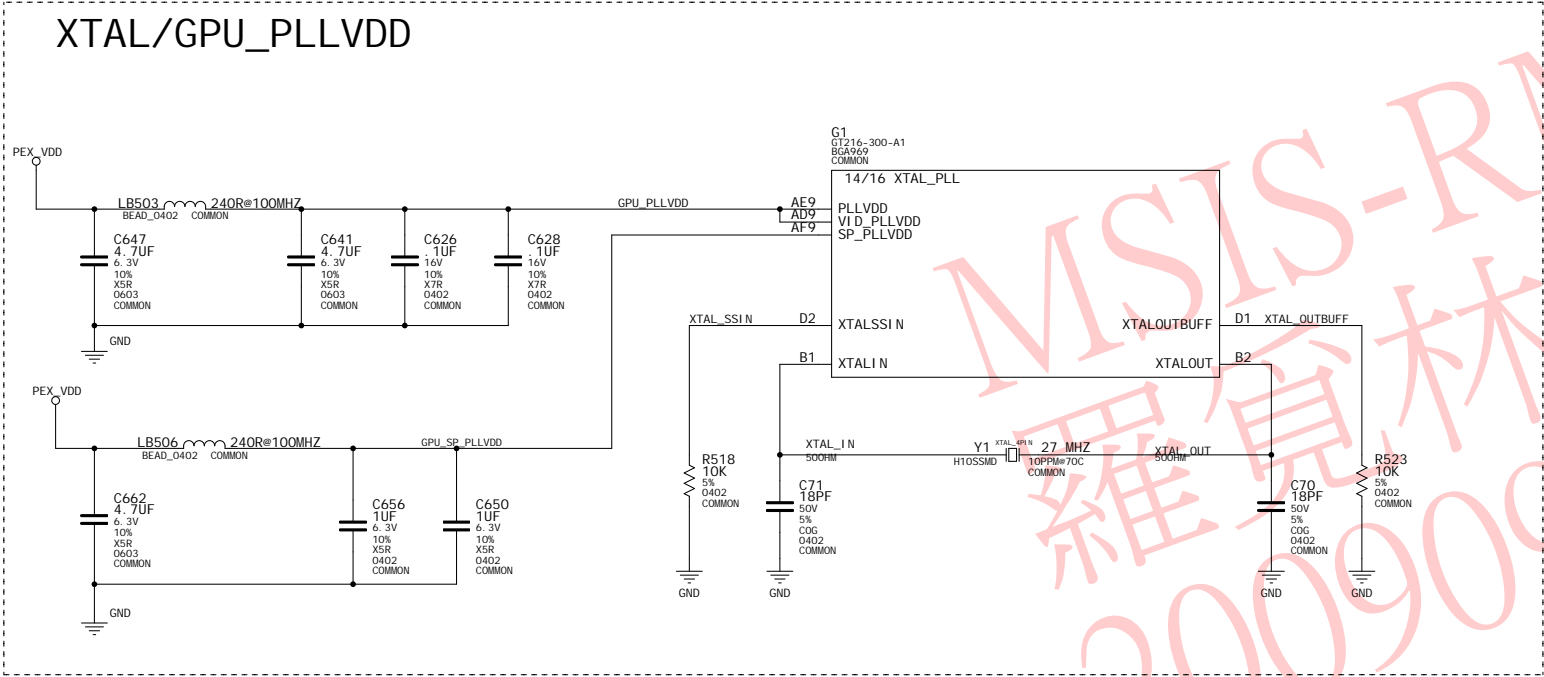 XTAL/GPU_PLLVDD
G1
GT216-300-A1
BGA969
COMMON
14/16 XTAL_PLL
PEX_VDD
LB503 240R@100MHZ
BEAD_0402 COMMON
GPU_PLLVDD
AE9 PLLVDD
AD9 VID_PLLVDD
AF9 SP_PLLVDD
C647
4.7UF
6.3V
10%
X5R
0603
COMMON
C641
4.7UF
6.3V
10%
X5R
0603
COMMON
C626
.1UF
16V
10%
X7R
0402
COMMON
C628
.1UF
16V
10%
X7R
0402
COMMON
GND
XTAL_SSIN D2 XTALSSIN
XTALOUTBUFF D1 XTAL_OUTBUFF
B1 XTALIN
XTALOUT B2
PEX_VDD
LB506 240R@100MHZ
BEAD_0402 COMMON
GPU_SP_PLLVDD
C662
4.7UF
6.3V
10%
X5R
0603
COMMON
C656
1UF
6.3V
10%
X5R
0402
COMMON
C650
1UF
6.3V
10%
X5R
0402
COMMON
GND
R518
10K
5%
0402
COMMON
GND
XTAL_IN
50OHM
C71
18PF
50V
5%
C0G
0402
COMMON
GND
Y1 XTAL_4PIN 27 MHZ
H10SSMD 10PPM@70C
COMMON
XTAL_OUT
50OHM
C70
18PF
50V
5%
C0G
0402
COMMON
GND
R523
10K
5%
0402
COMMON
GND
MSIS-RM
羅寬林
200909